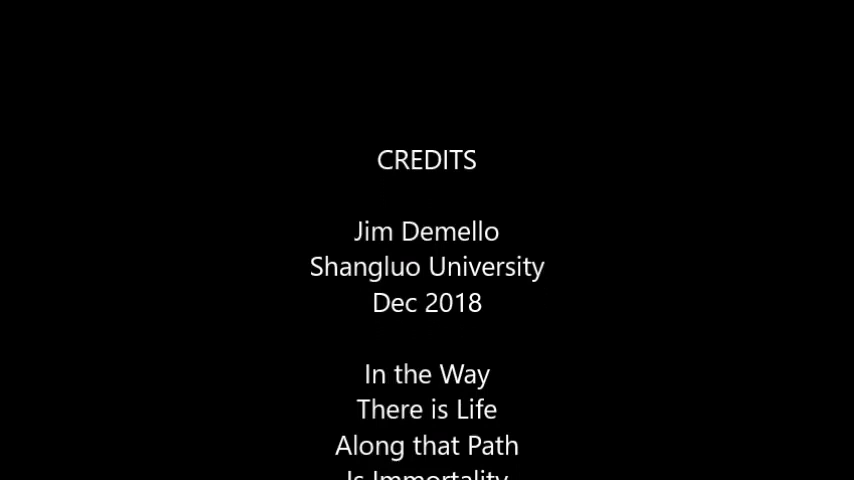 CREDITS
Jim Demello
Shangluo University
Dec 2018
In the Way
There is Life
Along that Path
Is Immortality